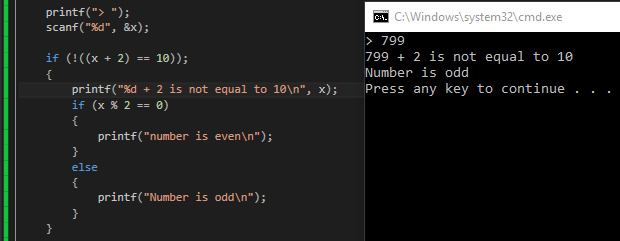 printf("> ");
scanf("%d", &x);
if (!((x + 2) == 10));
{
printf("%d + 2 is not equal to 10\n", x);
if (x % 2 == 0)
{
printf("number is even\n");
}
else
{
printf("Number is odd\n");
}
}
C:\Windows\system32\cmd.exe
> 799
799 + 2 is not equal to 10
Number is odd
Press any key to continue . . .